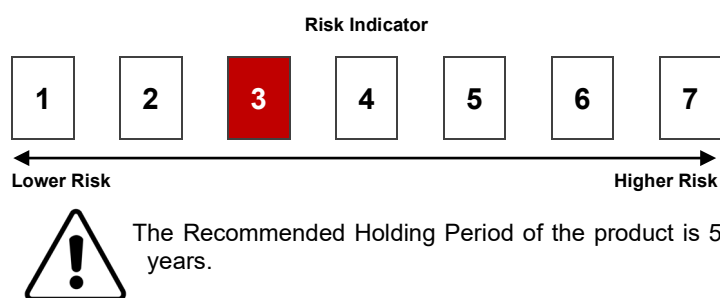 Risk Indicator
1 2 3 4 5 6 7
Lower Risk Higher Risk
The Recommended Holding Period of the product is 5
years.